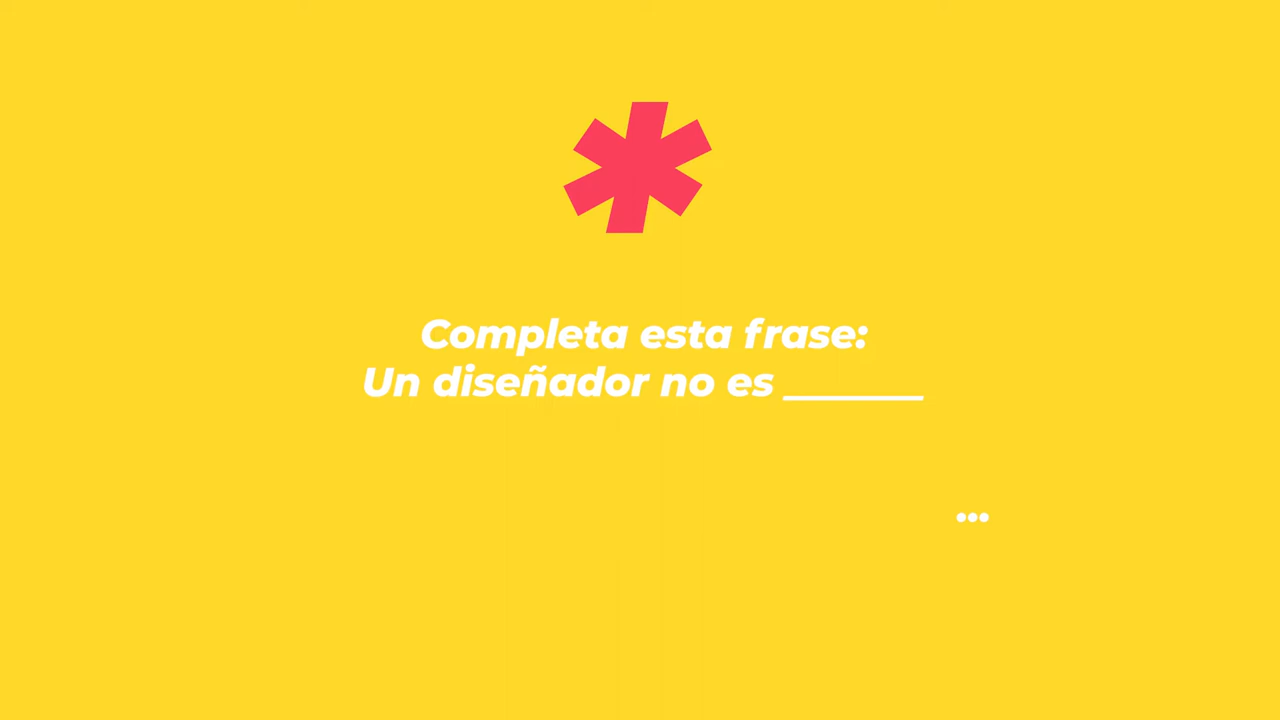 Completa esta frase:
Un diseñador no es _______
...